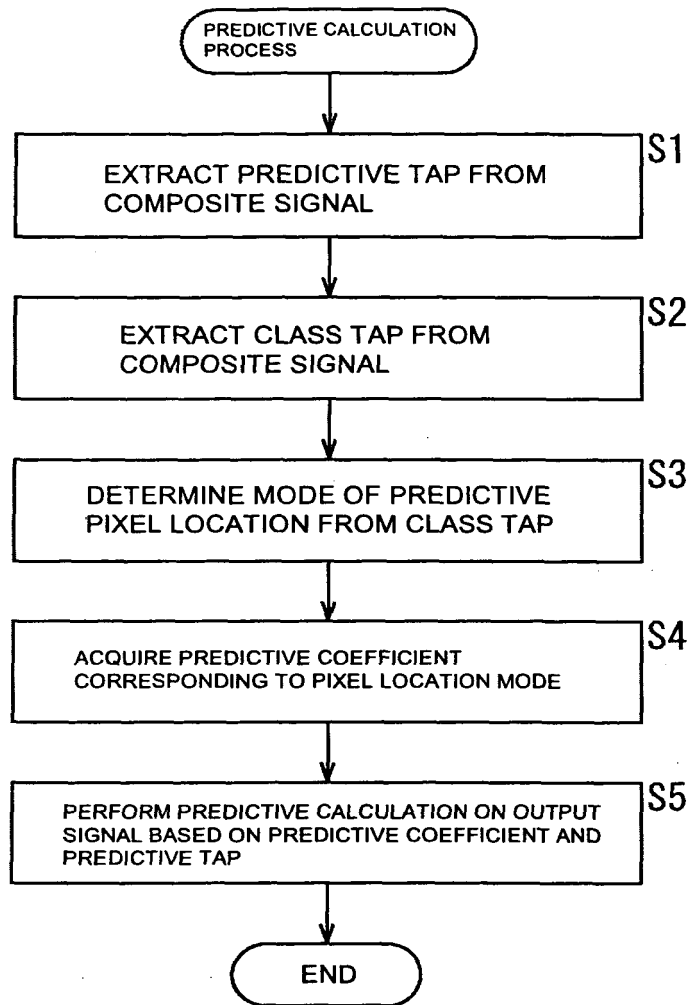 PREDICTIVE CALCULATION
PROCESS
S1
EXTRACT PREDICTIVE TAP FROM
COMPOSITE SIGNAL
S2
EXTRACT CLASS TAP FROM
COMPOSITE SIGNAL
S3
DETERMINE MODE OF PREDICTIVE
PIXEL LOCATION FROM CLASS TAP
S4
ACQUIRE PREDICTIVE COEFFICIENT
CORRESPONDING TO PIXEL LOCATION MODE
S5
PERFORM PREDICTIVE CALCULATION ON OUTPUT
SIGNAL BASED ON PREDICTIVE COEFFICIENT AND
PREDICTIVE TAP
END